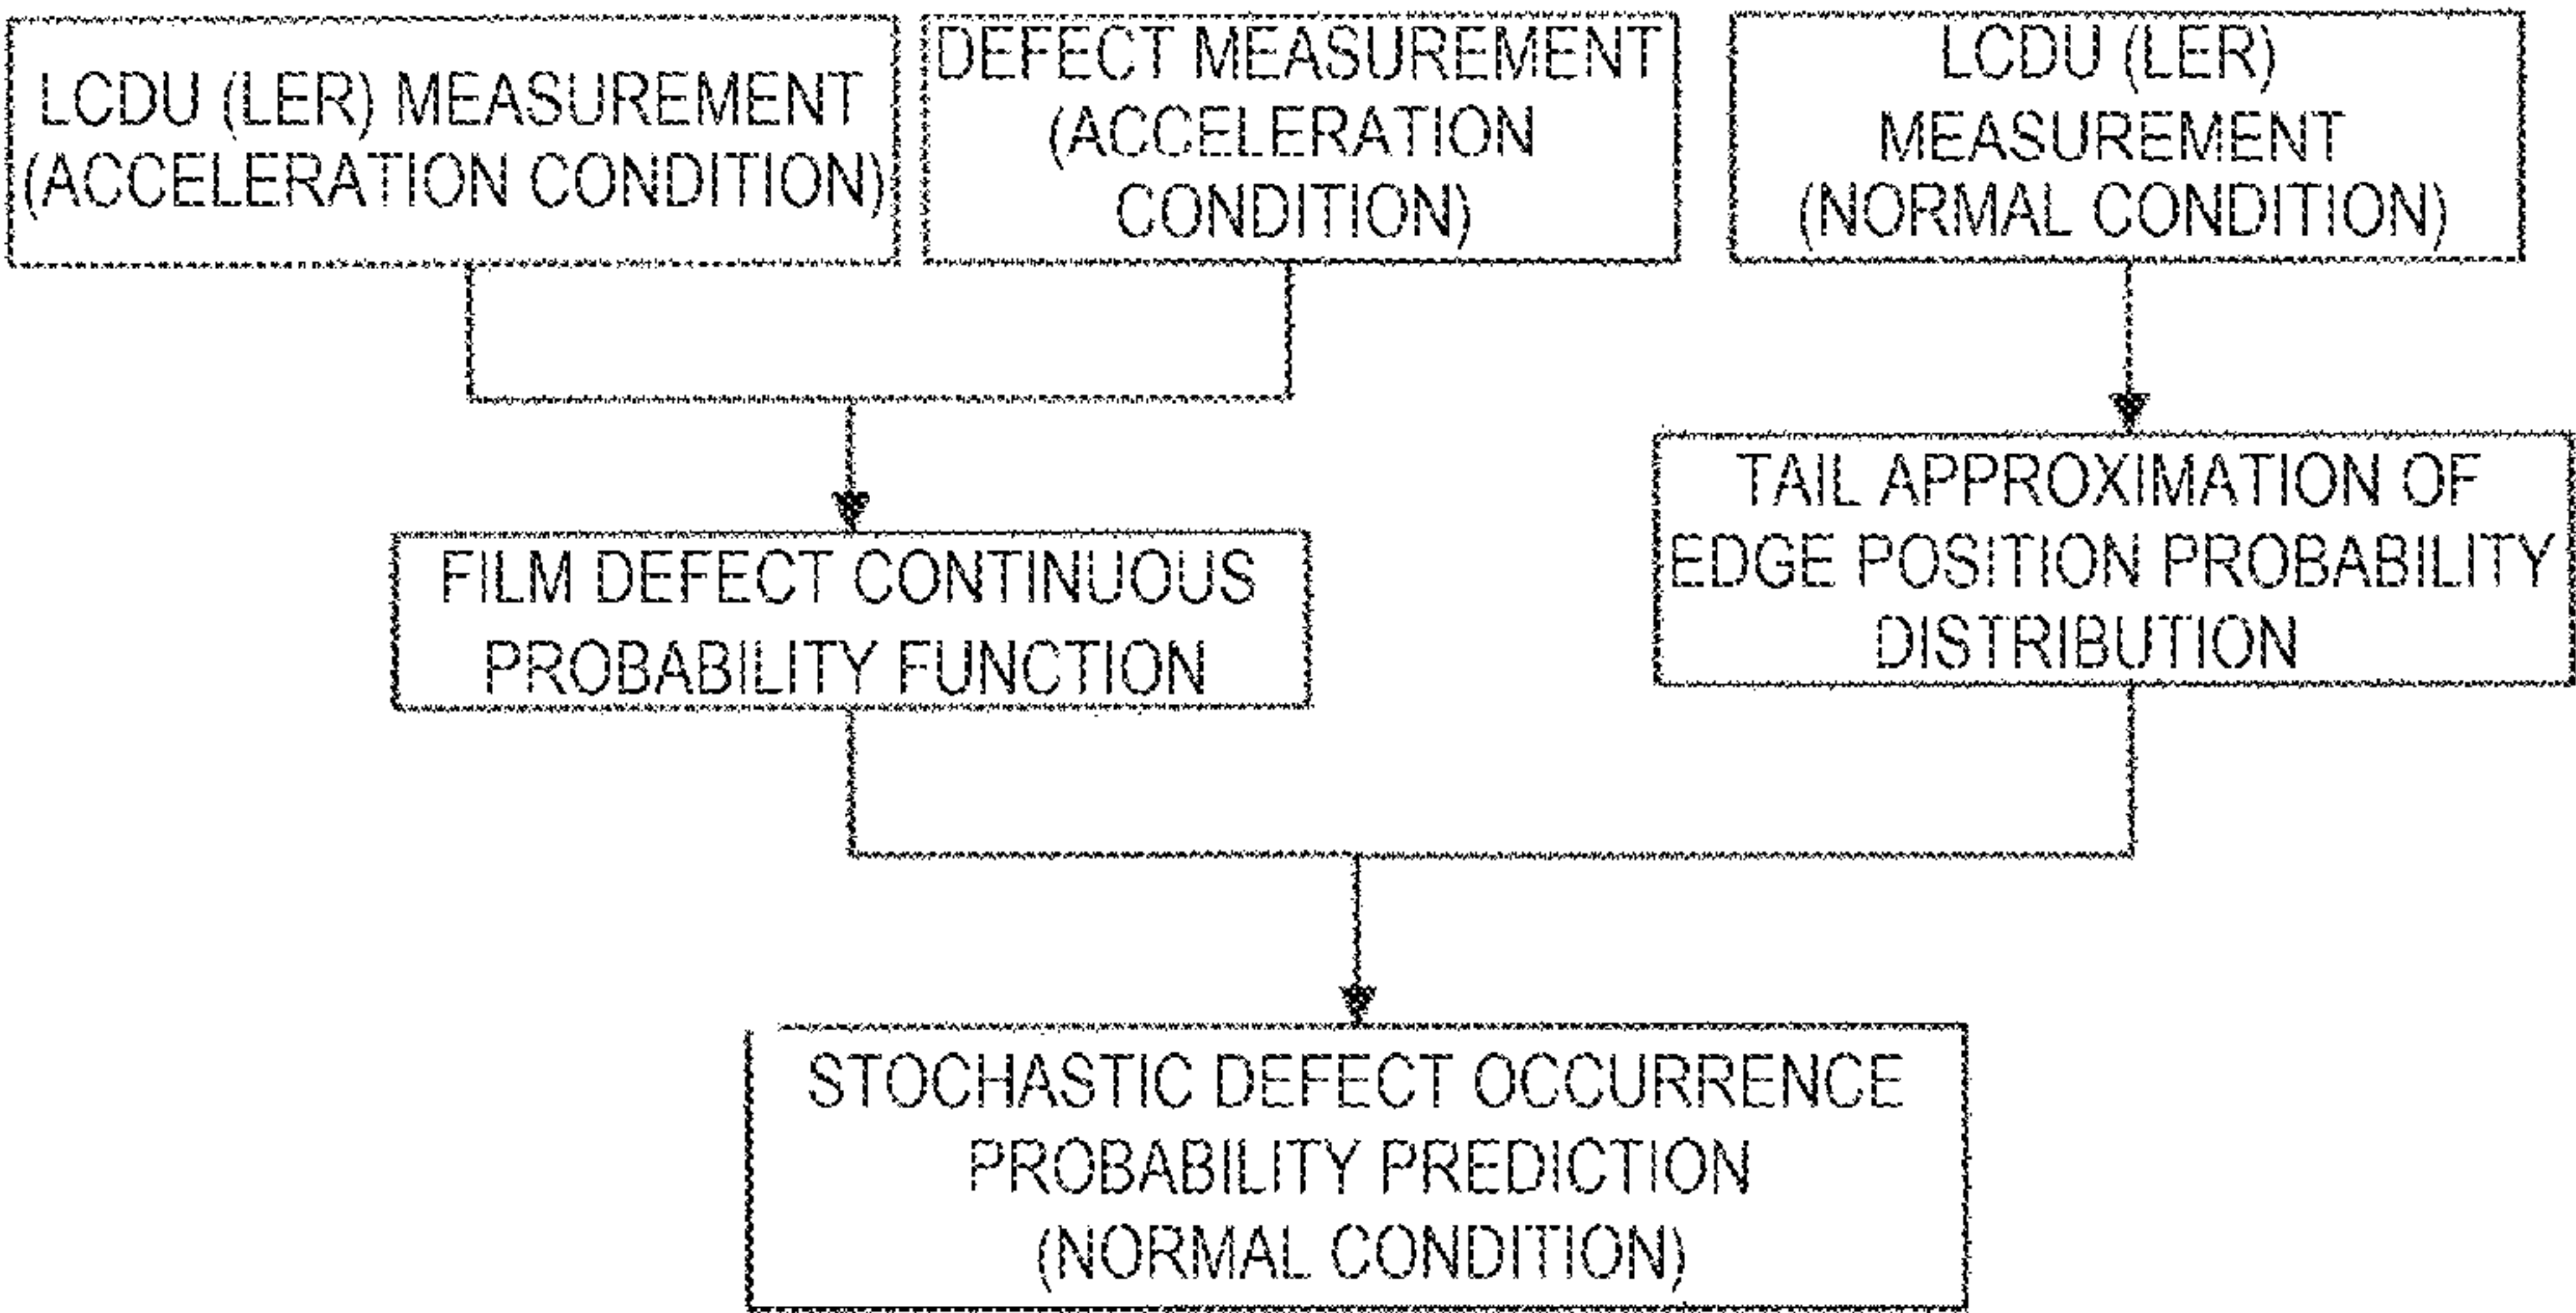 LCDU (LER) MEASUREMENT
(ACCELERATION CONDITION)
DEFECT MEASUREMENT
(ACCELERATION
CONDITION)
LCDU (LER)
MEASUREMENT
(NORMAL CONDITION)
FILM DEFECT CONTINUOUS
PROBABILITY FUNCTION
TAIL APPROXIMATION OF
EDGE POSITION PROBABILITY
DISTRIBUTION
STOCHASTIC DEFECT OCCURRENCE
PROBABILITY PREDICTION
(NORMAL CONDITION)